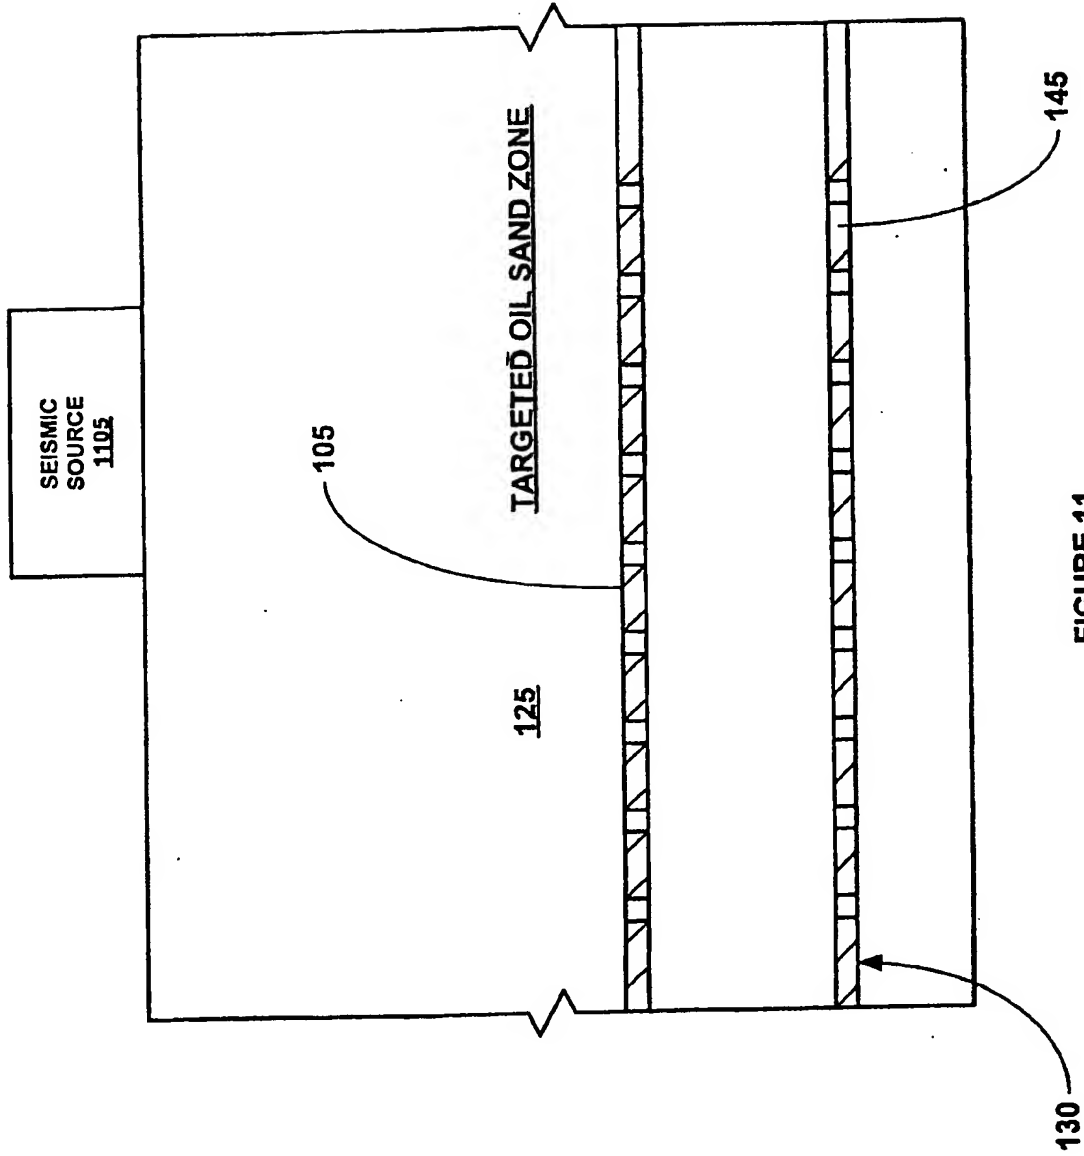 SEISMIC
SOURCE
1105
105
TARGETED OIL SAND ZONE
125
145
130
FIGURE 11